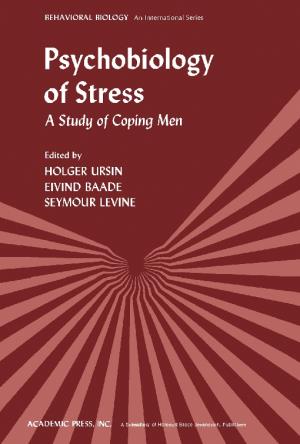 BEHAVIORAL BIOLOGY An International Series
Psychobiology
of Stress
A Study of Coping Men
Edited by
HOLGER URSIN
EIVIND BAADE
SEYMOUR LEVINE
ACADEMIC PRESS, INC. A Subsidiary of Harcourt Brace Jovanovich, Publishers